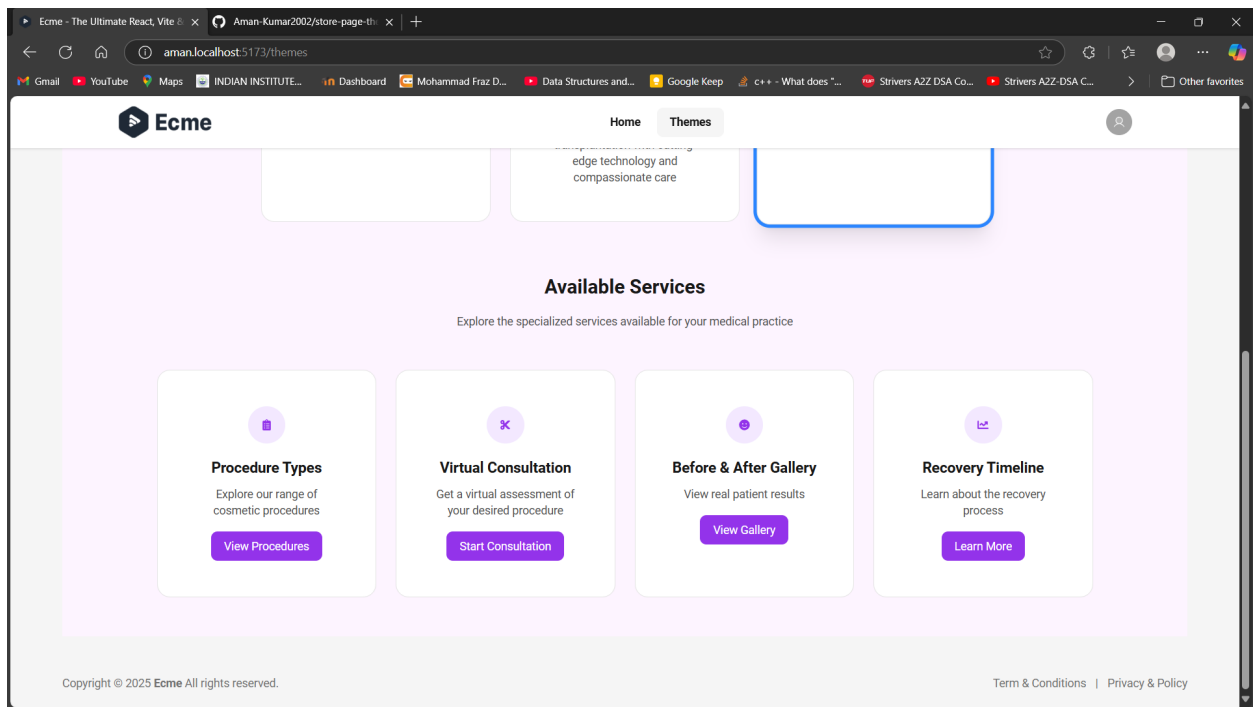 Ecme - The Ultimate React, Vite &
Aman-Kumar2002/store-page-the
aman.localhost:5173/themes
Gmail YouTube Maps INDIAN INSTITUTE... Dashboard Mohammad Fraz D... Data Structures and... Google Keep c++ - What does "... Strivers A2Z DSA Co... Strivers A2Z-DSA C... Other favorites
Ecme
Home Themes
edge technology and
compassionate care
Available Services
Explore the specialized services available for your medical practice
Procedure Types
Explore our range of
cosmetic procedures
View Procedures
Virtual Consultation
Get a virtual assessment of
your desired procedure
Start Consultation
Before & After Gallery
View real patient results
View Gallery
Recovery Timeline
Learn about the recovery
process
Learn More
Copyright © 2025 Ecme All rights reserved.
Term & Conditions | Privacy & Policy